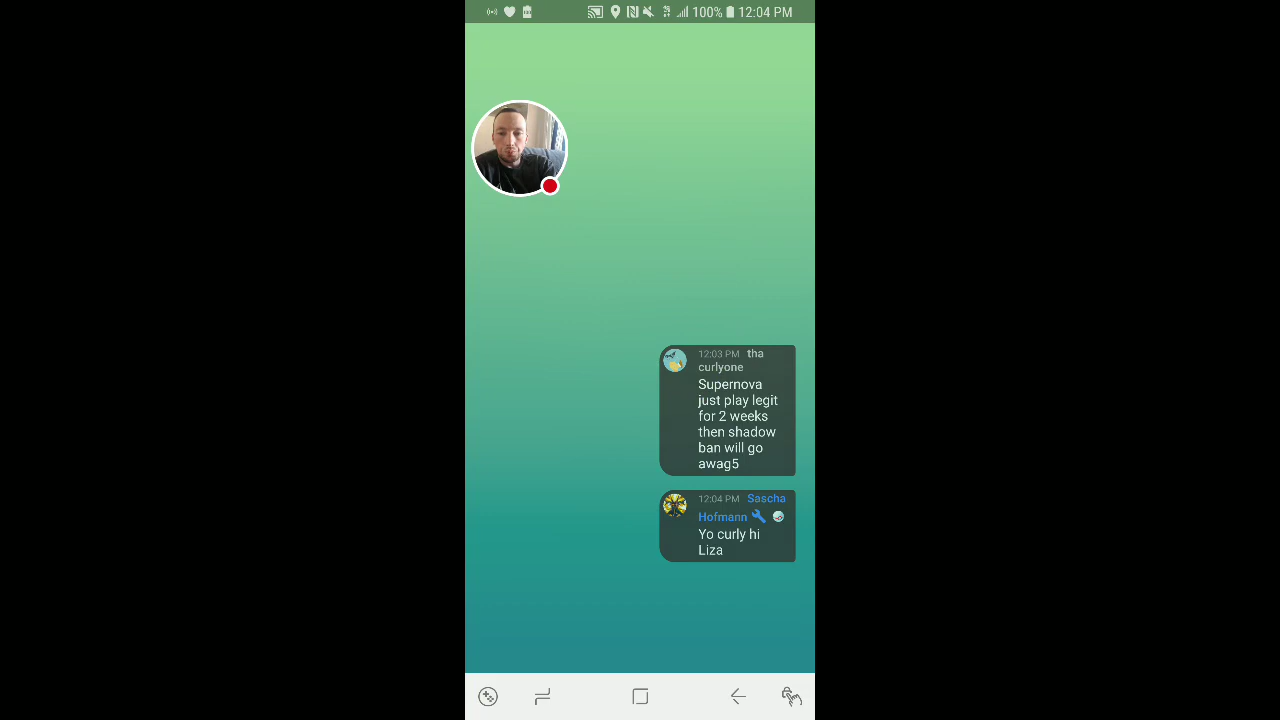 100% 12:04 PM
12:03 PM tha
curlyone
Supernova
just play legit
for 2 weeks
then shadow
ban will go
awag5
12:04 PM Sascha
Hofmann
Yo curly hi
Liza